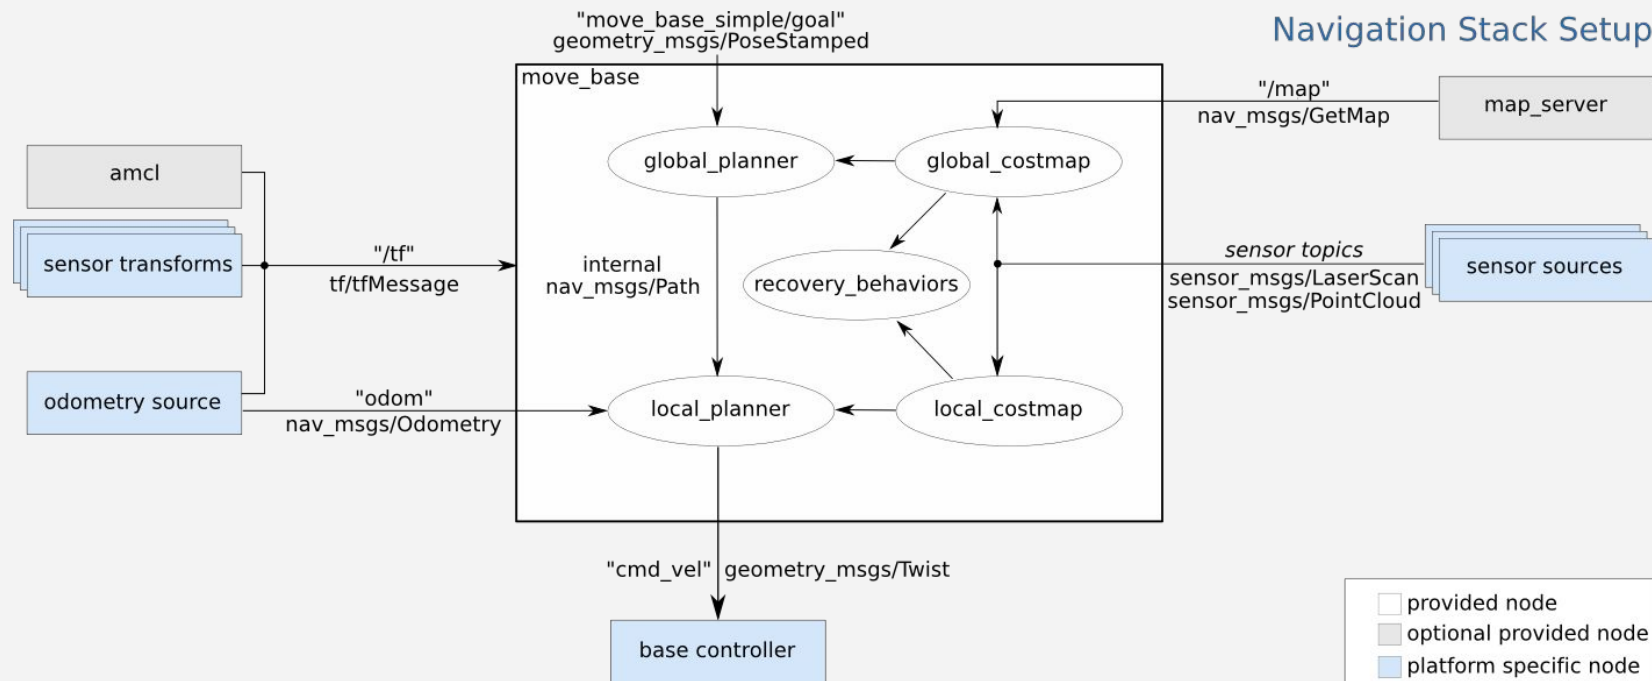 "move_base_simple/goal"
geometry_msgs/PoseStamped
Navigation Stack Setup
move_base
"/map"
nav_msgs/GetMap
map_server
global_planner
global_costmap
amcl
sensor transforms
"/tf"
tf/tfMessage
internal
nav_msgs/Path
recovery_behaviors
sensor topics
sensor_msgs/LaserScan
sensor_msgs/PointCloud
sensor sources
odometry source
"odom"
nav_msgs/Odometry
local_planner
local_costmap
"cmd_vel" geometry_msgs/Twist
base controller
provided node
optional provided node
platform specific node